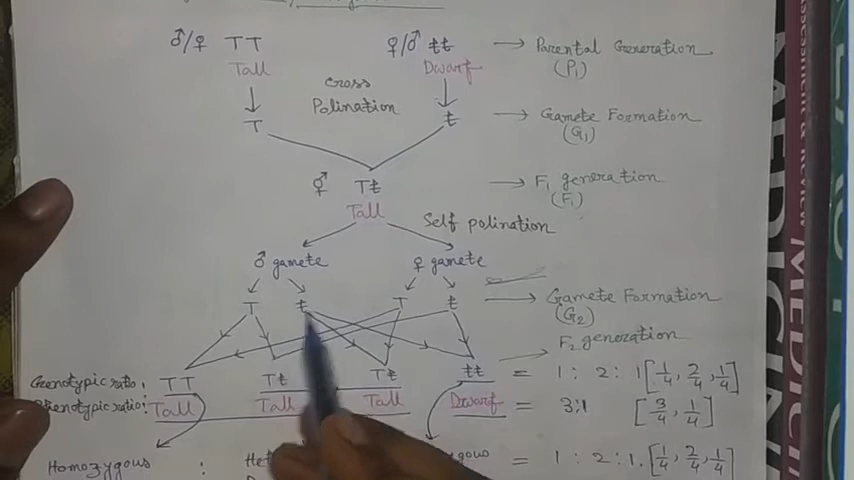 ♂/♀ TT ♀/♂ tt → Parental Generation
Tall Dwarf (P1)
Cross
Polination
T t → Gamete Formation
(G1)
⚥ Tt → F1 generation
Tall (F1)
Self polination
♂ gamete ♀ gamete
T t T t → Gamete Formation
(G2)
F2 generation
Genotypic ratio: TT Tt Tt tt = 1 : 2 : 1 [1/4, 2/4, 1/4]
Phenotypic ratio: Tall Tall Tall Dwarf = 3:1 [3/4, 1/4]
Homozygous : = 1 : 2 : 1. [1/4, 2/4, 1/4]